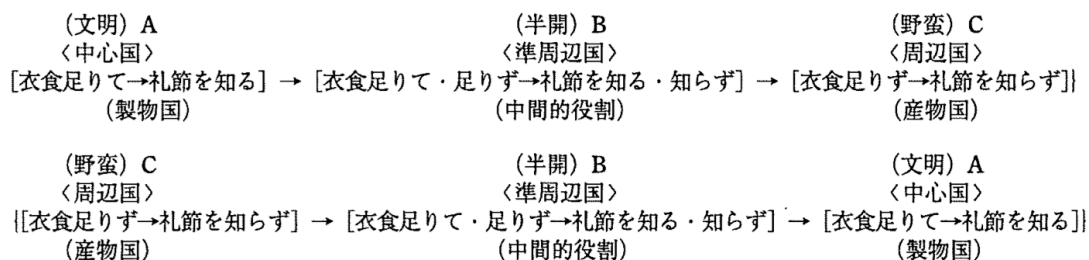 (文明) A (半開) B (野蛮) C
〈中心国〉 〈準周辺国〉 〈周辺国〉
[衣食足りて→礼節を知る] → [衣食足りて・足りず→礼節を知る・知らず] → [衣食足りず→礼節を知らず]}
(製物国) (中間的役割) (産物国)
(野蛮) C (半開) B (文明) A
〈周辺国〉 〈準周辺国〉 〈中心国〉
{[衣食足りず→礼節を知らず] → [衣食足りて・足りず→礼節を知る・知らず] → [衣食足りて→礼節を知る]}
(産物国) (中間的役割) (製物国)